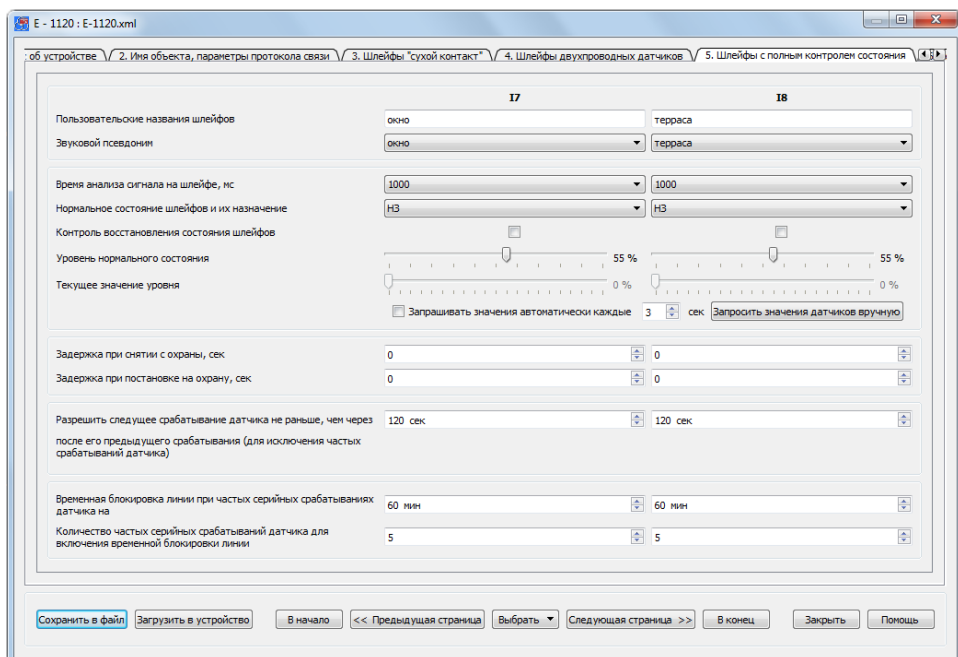 E - 1120 : E-1120.xml
об устройстве 2. Имя объекта, параметры протокола связи 3. Шлейфы "сухой контакт" 4. Шлейфы двухпроводных датчиков 5. Шлейфы с полным контролем состояния
I7 I8
Пользовательские названия шлейфов окно терраса
Звуковой псевдоним окно терраса
Время анализа сигнала на шлейфе, мс 1000 1000
Нормальное состояние шлейфов и их назначение НЗ НЗ
Контроль восстановления состояния шлейфов
Уровень нормального состояния 55 % 55 %
Текущее значение уровня 0 % 0 %
Запрашивать значения автоматически каждые 3 сек Запросить значения датчиков вручную
Задержка при снятии с охраны, сек 0 0
Задержка при постановке на охрану, сек 0 0
Разрешить следущее срабатывание датчика не раньше, чем через 120 сек 120 сек
после его предыдущего срабатывания (для исключения частых
срабатываний датчика)
Временная блокировка линии при частых серийных срабатываниях
датчика на 60 мин 60 мин
Количество частых серийных срабатываний датчика для
включения временной блокировки линии 5 5
Сохранить в файл Загрузить в устройство В начало << Предыдущая страница Выбрать Следующая страница >> В конец Закрыть Помощь